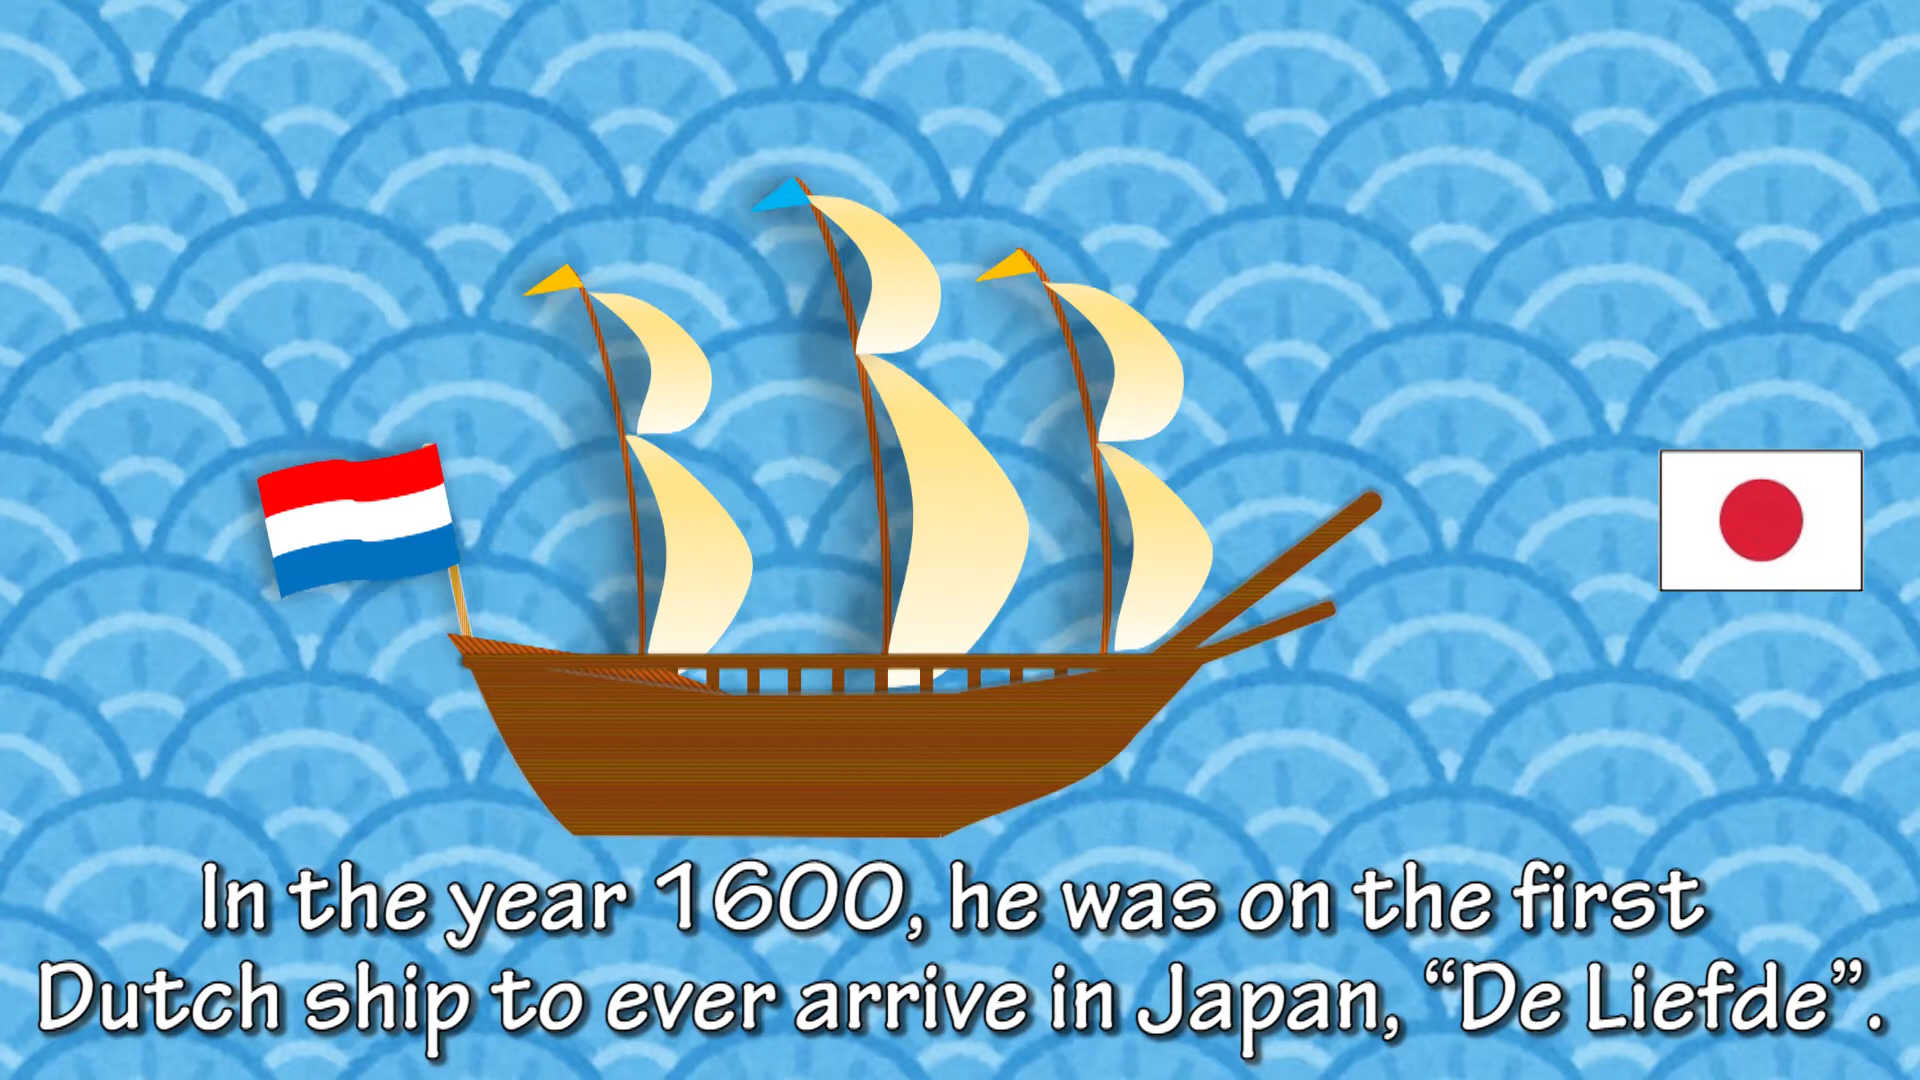 In the year 1600, he was on the first
Dutch ship to ever arrive in Japan, “De Liefde”.